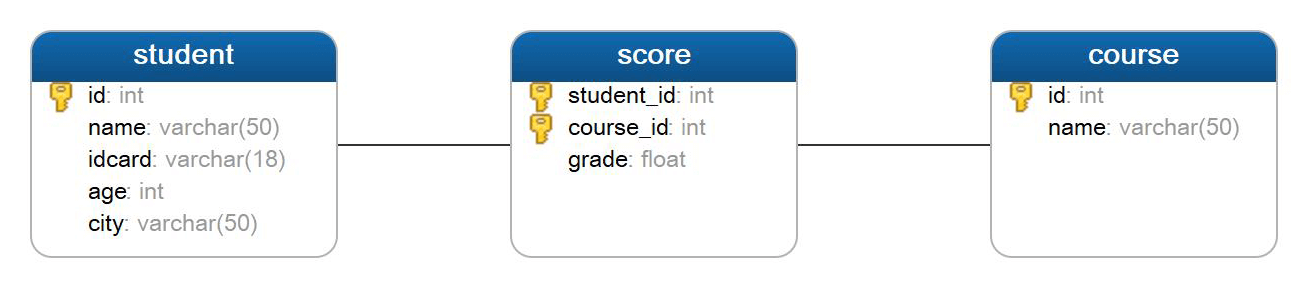 student
id: int
name: varchar(50)
idcard: varchar(18)
age: int
city: varchar(50)
score
student_id: int
course_id: int
grade: float
course
id: int
name: varchar(50)